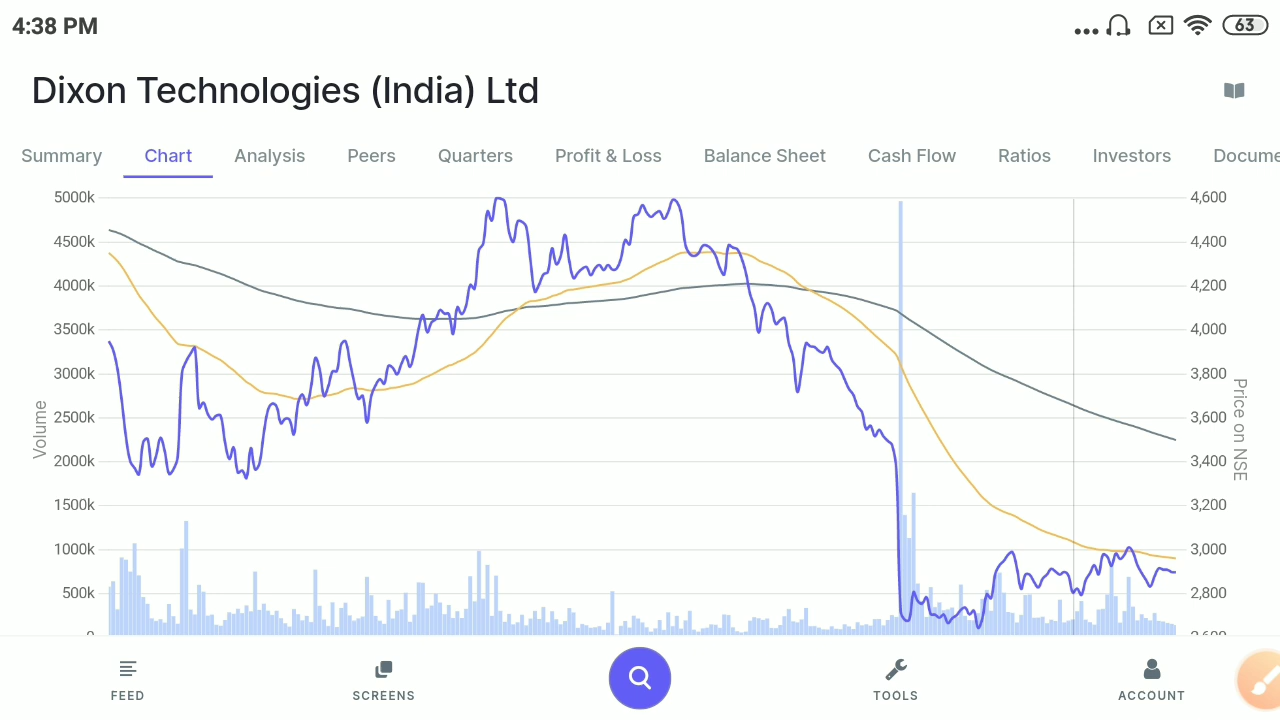 4:38 PM
63
Dixon Technologies (India) Ltd
Summary Chart Analysis Peers Quarters Profit & Loss Balance Sheet Cash Flow Ratios Investors Docume
5000k 4,600
4500k 4,400
4000k 4,200
3500k 4,000
3000k 3,800
2500k 3,600
2000k 3,400
1500k 3,200
1000k 3,000
500k 2,800
0 2,600
Volume
Price on NSE
FEED SCREENS TOOLS ACCOUNT